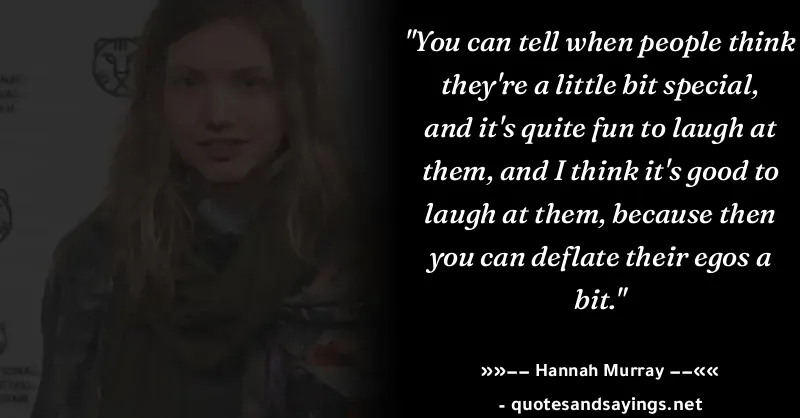 "You can tell when people think
they're a little bit special,
and it's quite fun to laugh at
them, and I think it's good to
laugh at them, because then
you can deflate their egos a
bit."
»»−− Hannah Murray −−««
- quotesandsayings.net